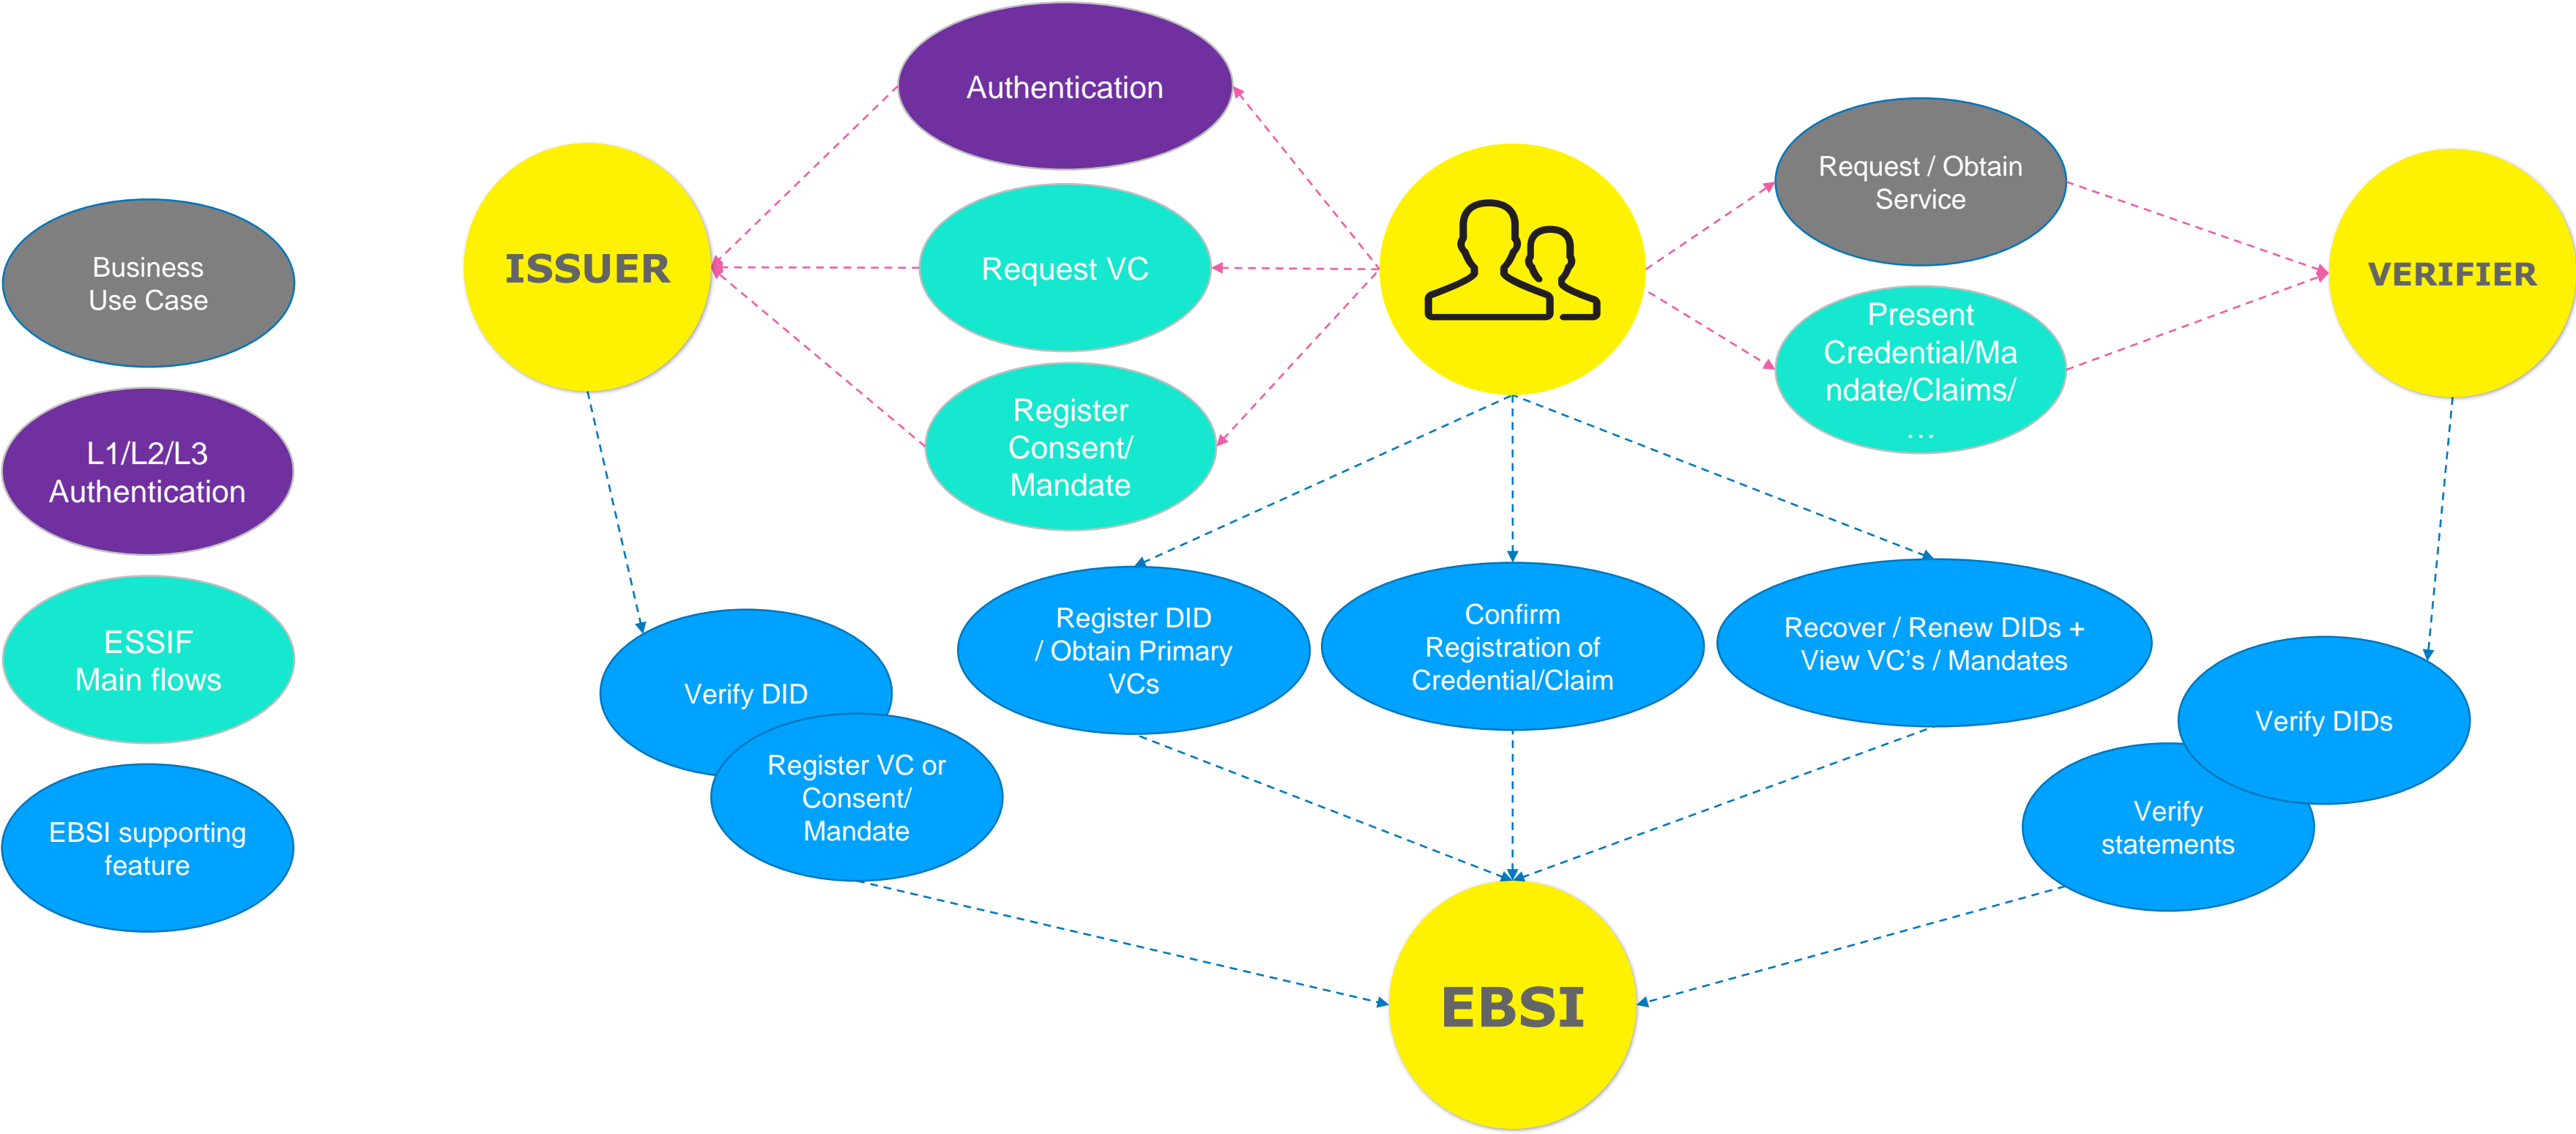 Business
Use Case
L1/L2/L3
Authentication
ESSIF
Main flows
EBSI supporting
feature
ISSUER
Authentication
Request VC
Register
Consent/
Mandate
Request / Obtain
Service
Present
Credential/Ma
ndate/Claims/
…
VERIFIER
Verify DID
Register VC or
Consent/
Mandate
Register DID
/ Obtain Primary
VCs
Confirm
Registration of
Credential/Claim
Recover / Renew DIDs +
View VC’s / Mandates
Verify DIDs
Verify
statements
EBSI